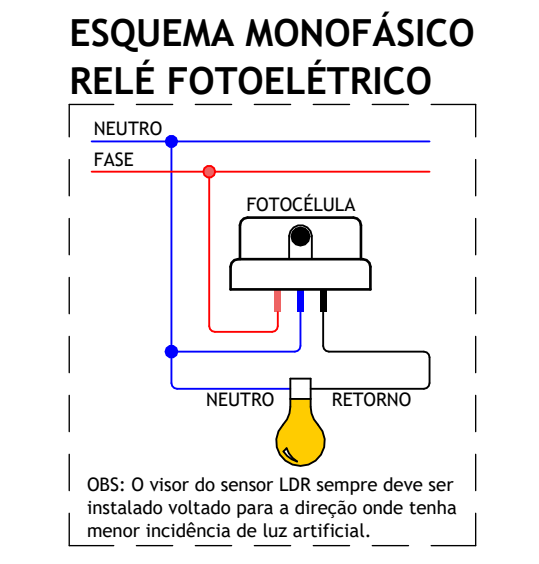 ESQUEMA MONOFÁSICO
RELÉ FOTOELÉTRICO
NEUTRO
FASE
FOTOCÉLULA
NEUTRO
RETORNO
OBS: O visor do sensor LDR sempre deve ser
instalado voltado para a direção onde tenha
menor incidência de luz artificial.